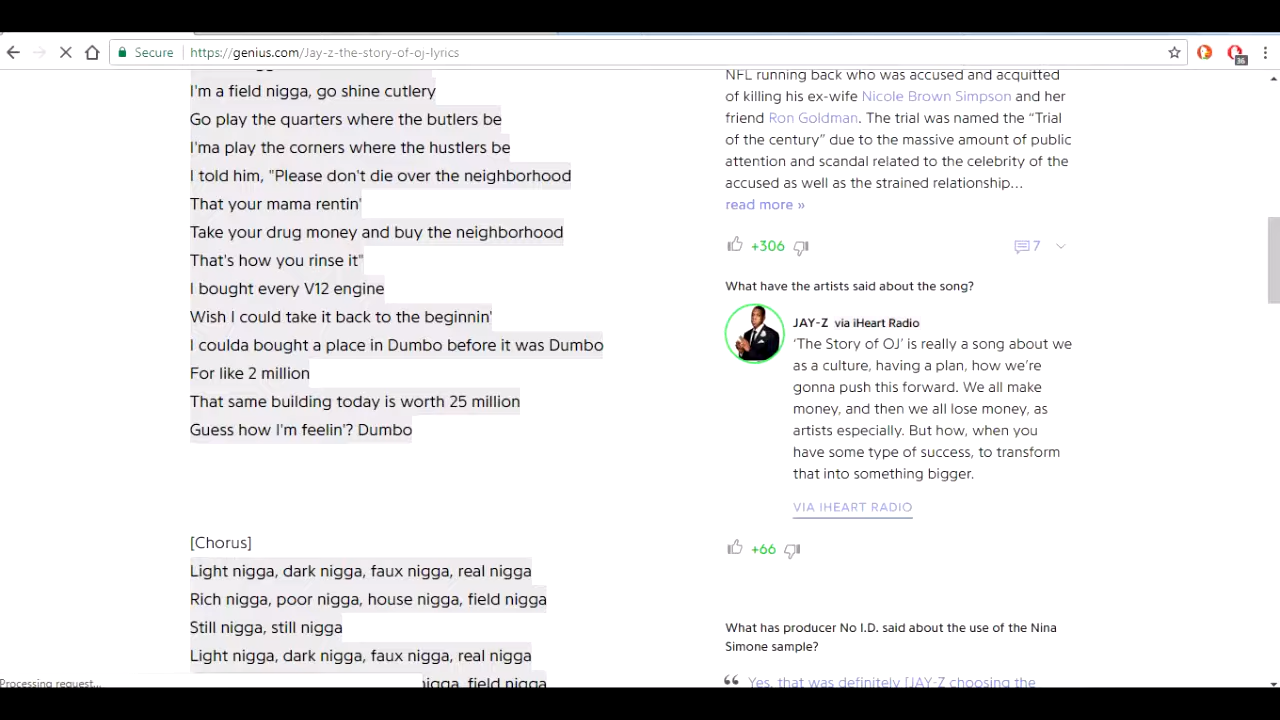 Secure https://genius.com/Jay-z-the-story-of-oj-lyrics
36
I'm a field nigga, go shine cutlery
Go play the quarters where the butlers be
I'ma play the corners where the hustlers be
I told him, "Please don't die over the neighborhood
That your mama rentin'
Take your drug money and buy the neighborhood
That's how you rinse it"
I bought every V12 engine
Wish I could take it back to the beginnin'
I coulda bought a place in Dumbo before it was Dumbo
For like 2 million
That same building today is worth 25 million
Guess how I'm feelin'? Dumbo
[Chorus]
Light nigga, dark nigga, faux nigga, real nigga
Rich nigga, poor nigga, house nigga, field nigga
Still nigga, still nigga
Light nigga, dark nigga, faux nigga, real nigga
nigga, field nigga
Processing request...
NFL running back who was accused and acquitted
of killing his ex-wife Nicole Brown Simpson and her
friend Ron Goldman. The trial was named the “Trial
of the century” due to the massive amount of public
attention and scandal related to the celebrity of the
accused as well as the strained relationship…
read more »
+306
7
What have the artists said about the song?
JAY-Z via iHeart Radio
‘The Story of OJ’ is really a song about we
as a culture, having a plan, how we’re
gonna push this forward. We all make
money, and then we all lose money, as
artists especially. But how, when you
have some type of success, to transform
that into something bigger.
VIA IHEART RADIO
+66
What has producer No I.D. said about the use of the Nina
Simone sample?
Yes, that was definitely [JAY-Z choosing the